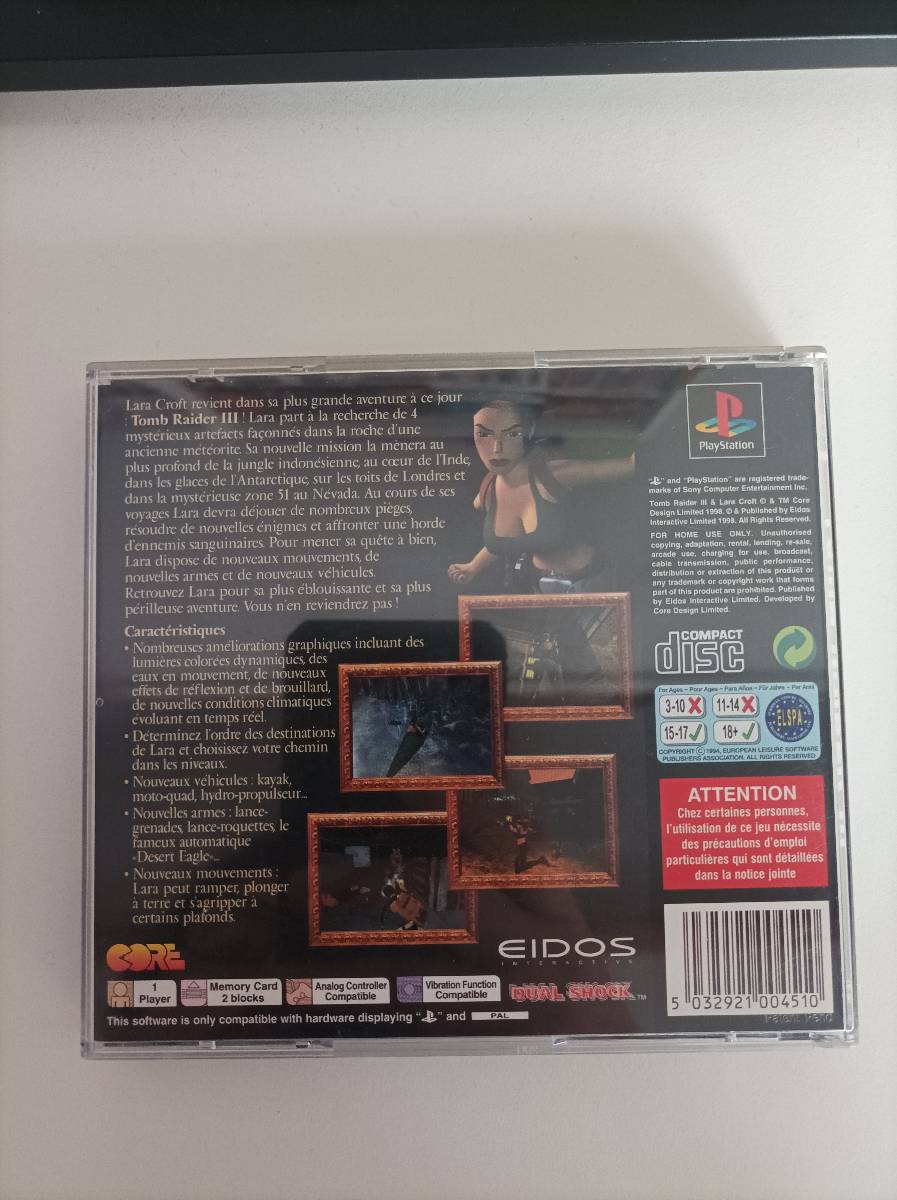 Lara Croft revient dans sa plus grande aventure à ce jour
: Tomb Raider III ! Lara part à la recherche de 4
mystérieux artefacts façonnés dans la roche d'une
ancienne météorite. Sa nouvelle mission la mènera au
plus profond de la jungle indonésienne, au cœur de l'Inde,
dans les glaces de l'Antarctique, sur les toits de Londres et
dans la mystérieuse zone 51 au Névada. Au cours de ses
voyages Lara devra déjouer de nombreux pièges,
résoudre de nouvelles énigmes et affronter une horde
d'ennemis sanguinaires. Pour mener sa quête à bien,
Lara dispose de nouveaux mouvements, de
nouvelles armes et de nouveaux véhicules.
Retrouvez Lara pour sa plus éblouissante et sa plus
périlleuse aventure. Vous n'en reviendrez pas !
Caractéristiques
• Nombreuses améliorations graphiques incluant des
lumières colorées dynamiques, des
eaux en mouvement, de nouveaux
effets de réflexion et de brouillard,
de nouvelles conditions climatiques
évoluant en temps réel.
• Déterminez l'ordre des destinations
de Lara et choisissez votre chemin
dans les niveaux.
• Nouveaux véhicules : kayak,
moto-quad, hydro-propulseur...
• Nouvelles armes : lance-
grenades, lance-roquettes, le
fameux automatique
«Desert Eagle»...
• Nouveaux mouvements :
Lara peut ramper, plonger
à terre et s'agripper à
certains plafonds.
PlayStation
" " and "PlayStation" are registered trade-
marks of Sony Computer Entertainment Inc.
Tomb Raider III & Lara Croft © & TM Core
Design Limited 1998. © & Published by Eidos
Interactive Limited 1998. All Rights Reserved.
FOR HOME USE ONLY. Unauthorised
copying, adaptation, rental, lending, re-sale,
arcade use, charging for use, broadcast,
cable transmission, public performance,
distribution or extraction of this product or
any trademark or copyright work that forms
part of this product are prohibited. Published
by Eidos Interactive Limited. Developed by
Core Design Limited.
COMPACT
disc
For Ages - Pour Ages - Para Años - Für Jahre - Per Anni
3-10 11-14
15-17 18+
ELSPA
COPYRIGHT © 1994, EUROPEAN LEISURE SOFTWARE
PUBLISHERS ASSOCIATION, ALL RIGHTS RESERVED
ATTENTION
Chez certaines personnes,
l'utilisation de ce jeu nécessite
des précautions d'emploi
particulières qui sont détaillées
dans la notice jointe
CORE
EIDOS
INTERACTIVE
1
Player
Memory Card
2 blocks
Analog Controller
Compatible
Vibration Function
Compatible
DUAL SHOCK™
5 032921 004510
This software is only compatible with hardware displaying " " and PAL